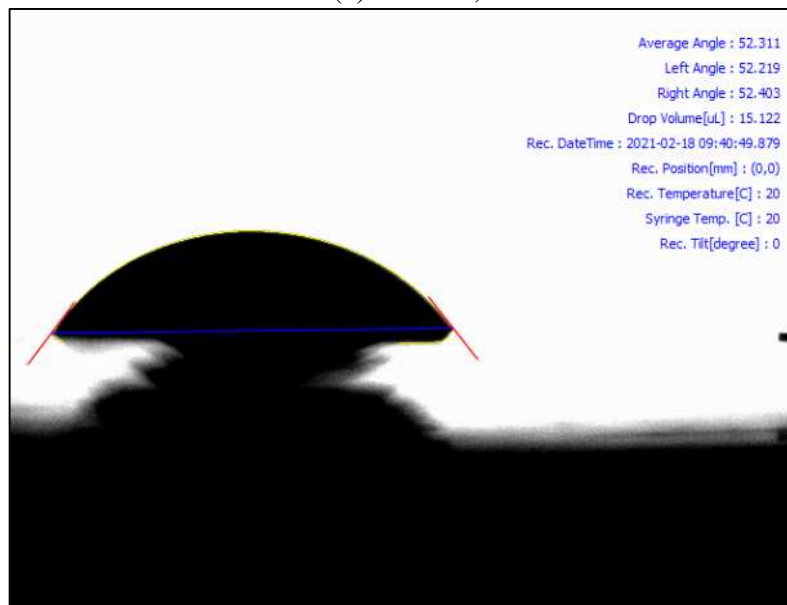 Average Angle : 52.311
Left Angle : 52.219
Right Angle : 52.403
Drop Volume[uL] : 15.122
Rec. DateTime : 2021-02-18 09:40:49.879
Rec. Position[mm] : (0,0)
Rec. Temperature[C] : 20
Syringe Temp. [C] : 20
Rec. Tilt[degree] : 0